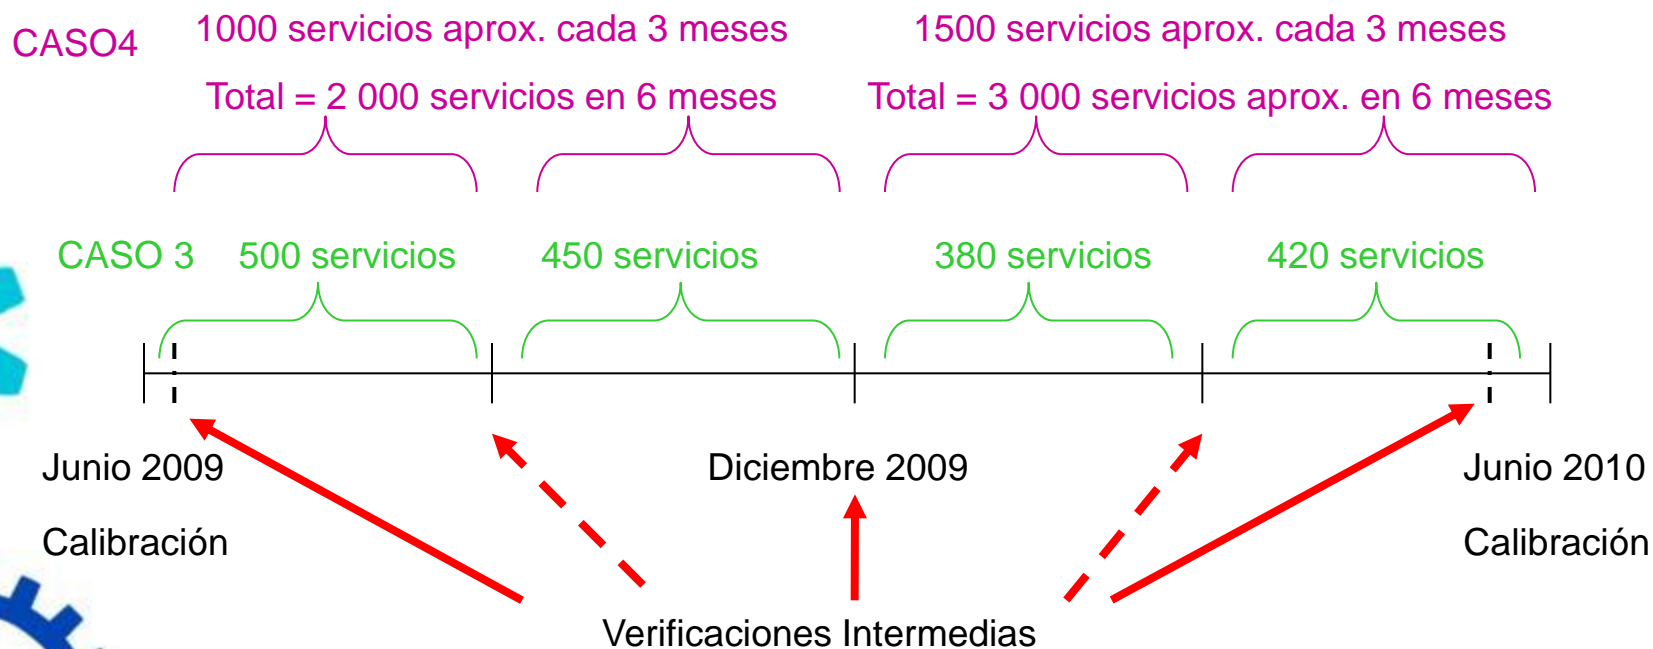 CASO4
1000 servicios aprox. cada 3 meses
1500 servicios aprox. cada 3 meses
Total = 2 000 servicios en 6 meses
Total = 3 000 servicios aprox. en 6 meses
CASO 3
500 servicios
450 servicios
380 servicios
420 servicios
Junio 2009
Diciembre 2009
Junio 2010
Calibración
Calibración
Verificaciones Intermedias